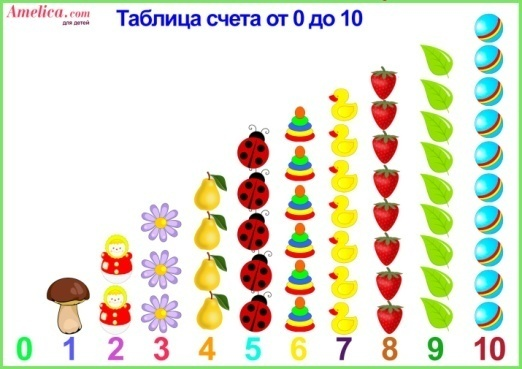 Amelica.com
для детей
Таблица счета от 0 до 10
0 1 2 3 4 5 6 7 8 9 10